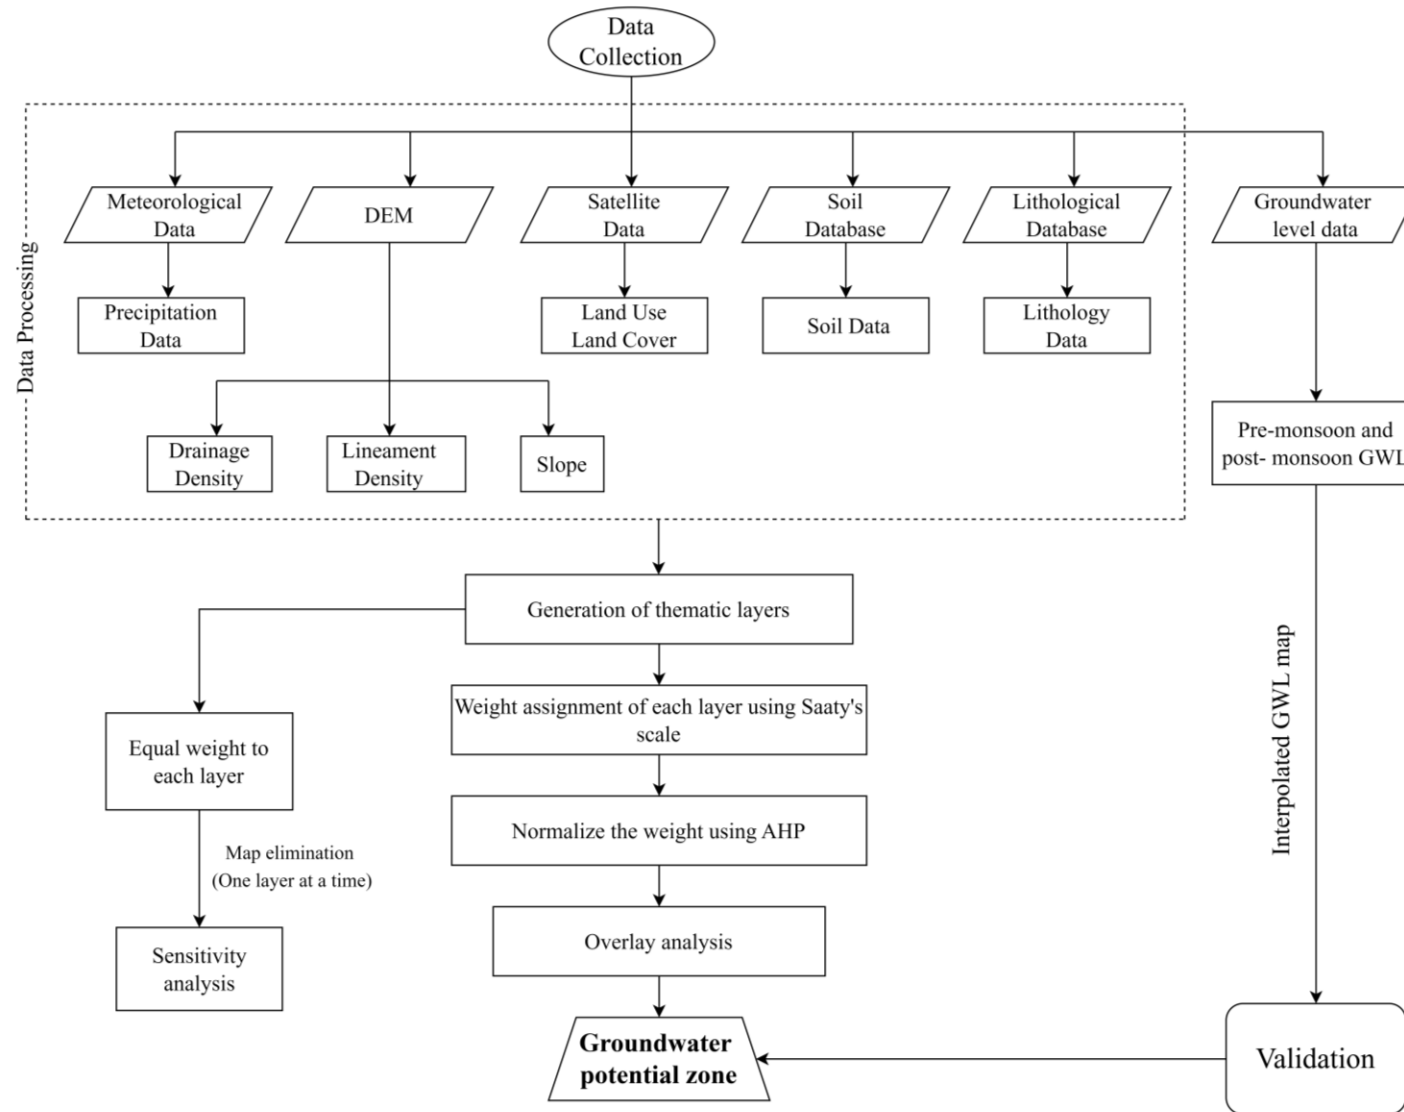 Data
Collection
Data Processing
Meteorological
Data
DEM
Satellite
Data
Soil
Database
Lithological
Database
Groundwater
level data
Precipitation
Data
Land Use
Land Cover
Soil Data
Lithology
Data
Drainage
Density
Lineament
Density
Slope
Pre-monsoon and
post- monsoon GWL
Generation of thematic layers
Weight assignment of each layer using Saaty's
scale
Equal weight to
each layer
Interpolated GWL map
Normalize the weight using AHP
Map elimination
(One layer at a time)
Overlay analysis
Sensitivity
analysis
Groundwater
potential zone
Validation